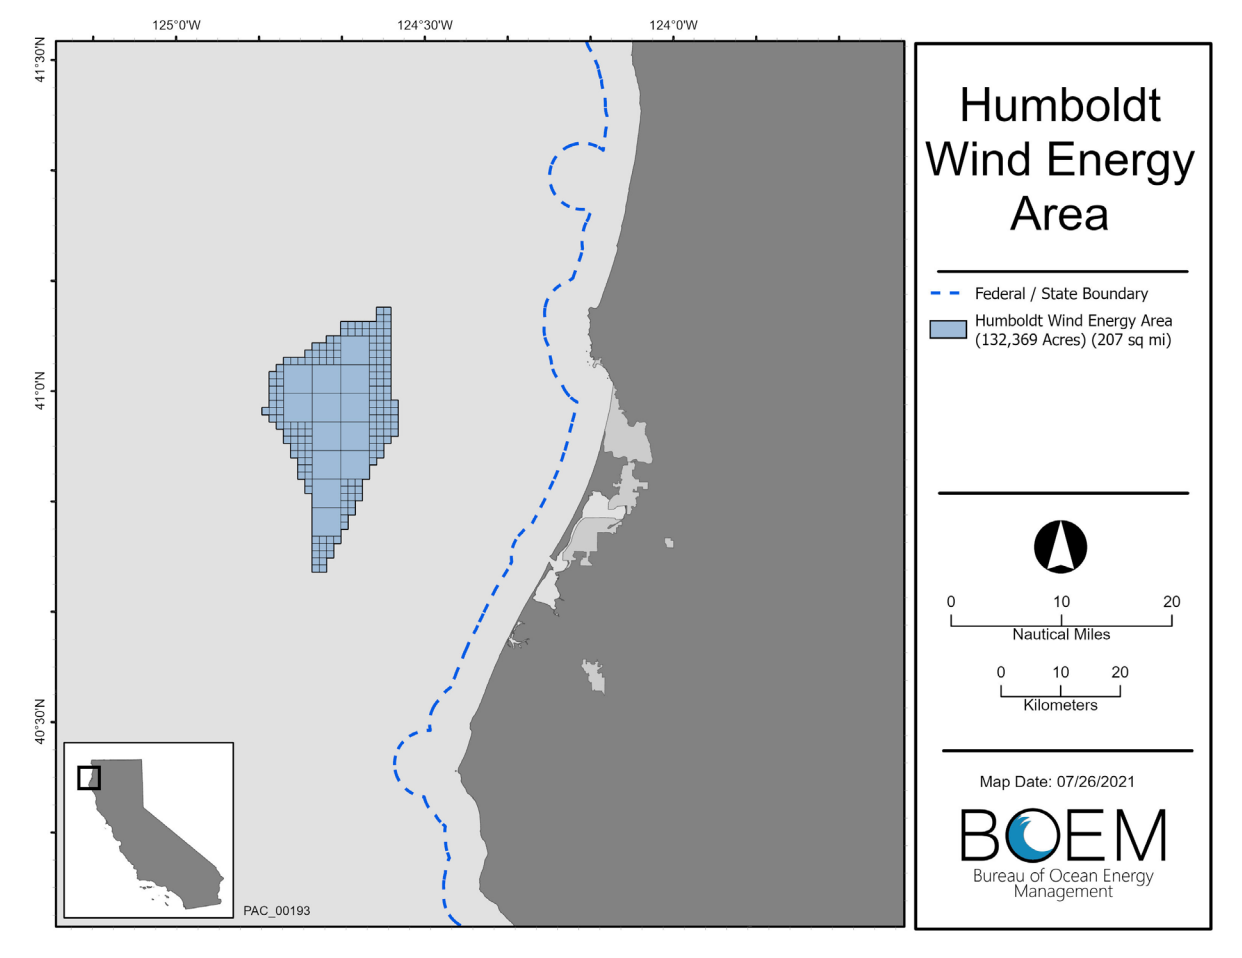 125°0'W 124°30'W 124°0'W
41°30'N
41°0'N
40°30'N
PAC_00193
Humboldt
Wind Energy
Area
Federal / State Boundary
Humboldt Wind Energy Area
(132,369 Acres) (207 sq mi)
0 10 20
Nautical Miles
0 10 20
Kilometers
Map Date: 07/26/2021
BOEM
Bureau of Ocean Energy
Management